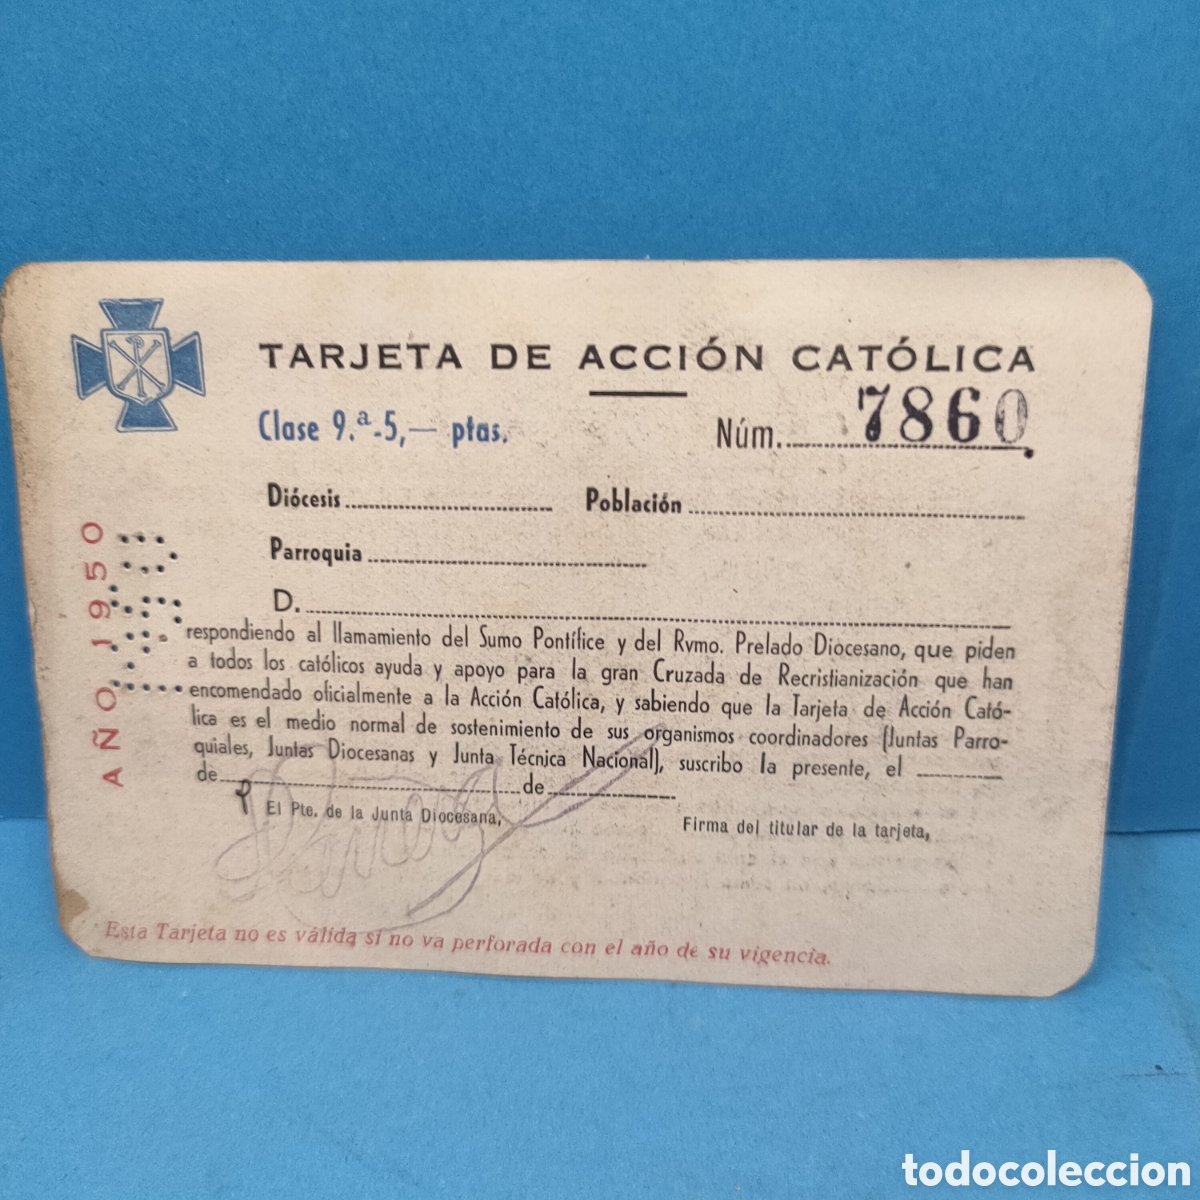 TARJETA DE ACCIÓN CATÓLICA
Clase 9.ª-5,— ptas.
Núm. 7860
Diócesis
Población
Parroquia
D.
respondiendo al llamamiento del Sumo Pontífice y del Rvmo. Prelado Diocesano, que piden
a todos los católicos ayuda y apoyo para la gran Cruzada de Recristianización que han
encomendado oficialmente a la Acción Católica, y sabiendo que la Tarjeta de Acción Cató-
lica es el medio normal de sostenimiento de sus organismos coordinadores (Juntas Parro-
quiales, Juntas Diocesanas y Junta Técnica Nacional), suscribo la presente, el
de de
P El Pte. de la Junta Diocesana,
Firma del titular de la tarjeta,
Esta Tarjeta no es válida si no va perforada con el año de su vigencia.
AÑO 1950
todocoleccion